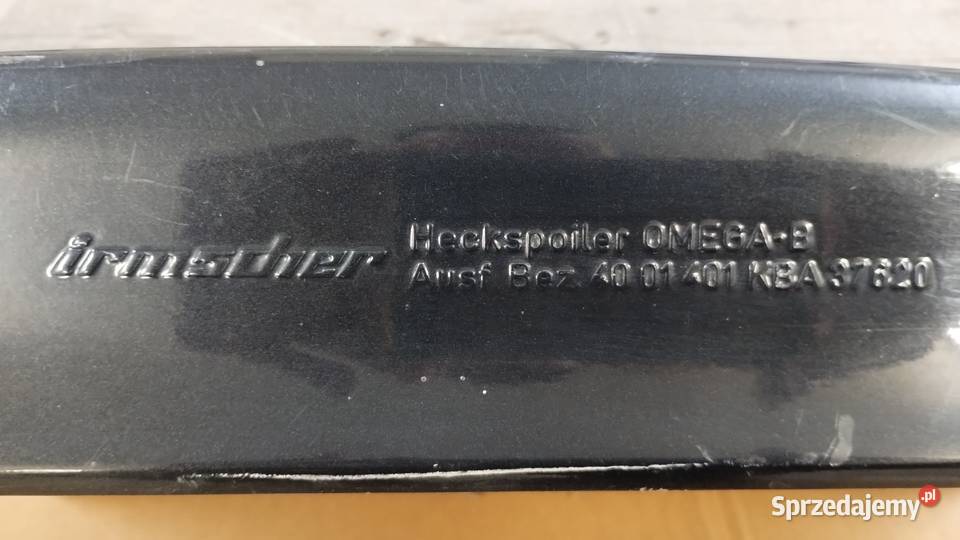 irmscher
Heckspoiler OMEGA-B
Ausf Bez. 40 01 401 KBA 37620
Sprzedajemy.pl